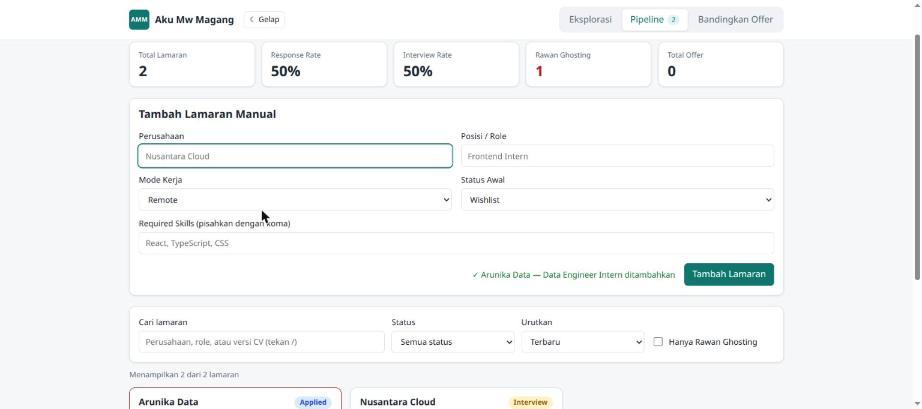 AMM Aku Mw Magang ☾ Gelap Eksplorasi Pipeline 2 Bandingkan Offer
Total Lamaran Response Rate Interview Rate Rawan Ghosting Total Offer
2 50% 50% 1 0
Tambah Lamaran Manual
Perusahaan Posisi / Role
Nusantara Cloud Frontend Intern
Mode Kerja Status Awal
Remote Wishlist
Required Skills (pisahkan dengan koma)
React, TypeScript, CSS
✓ Arunika Data — Data Engineer Intern ditambahkan Tambah Lamaran
Cari lamaran Status Urutkan
Perusahaan, role, atau versi CV (tekan /) Semua status Terbaru Hanya Rawan Ghosting
Menampilkan 2 dari 2 lamaran
Arunika Data Applied Nusantara Cloud Interview